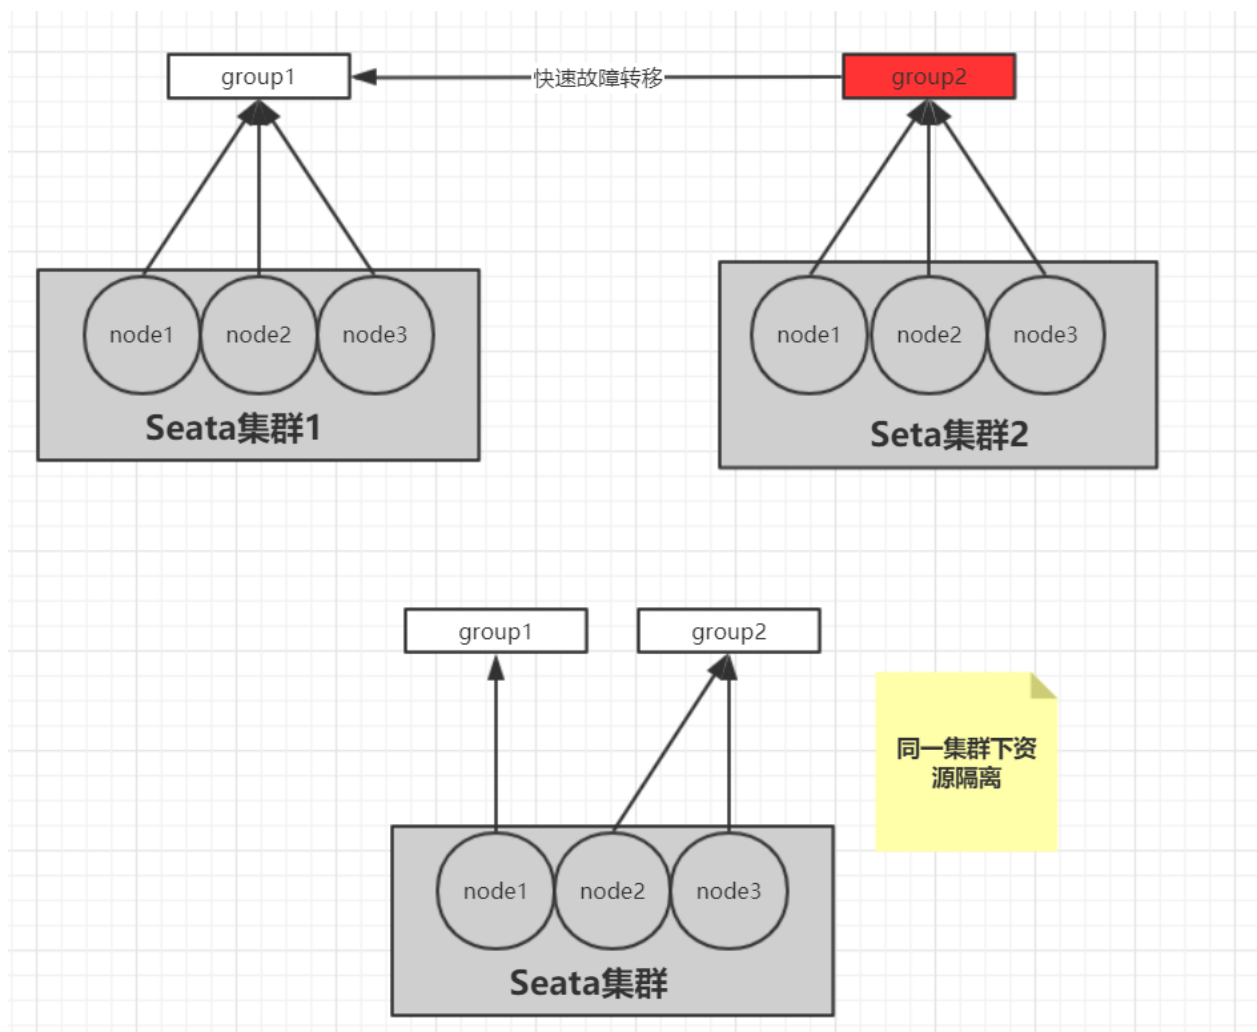 group1
快速故障转移
group2
node1
node2
node3
Seata集群1
node1
node2
node3
Seta集群2
group1
group2
同一集群下资
源隔离
node1
node2
node3
Seata集群